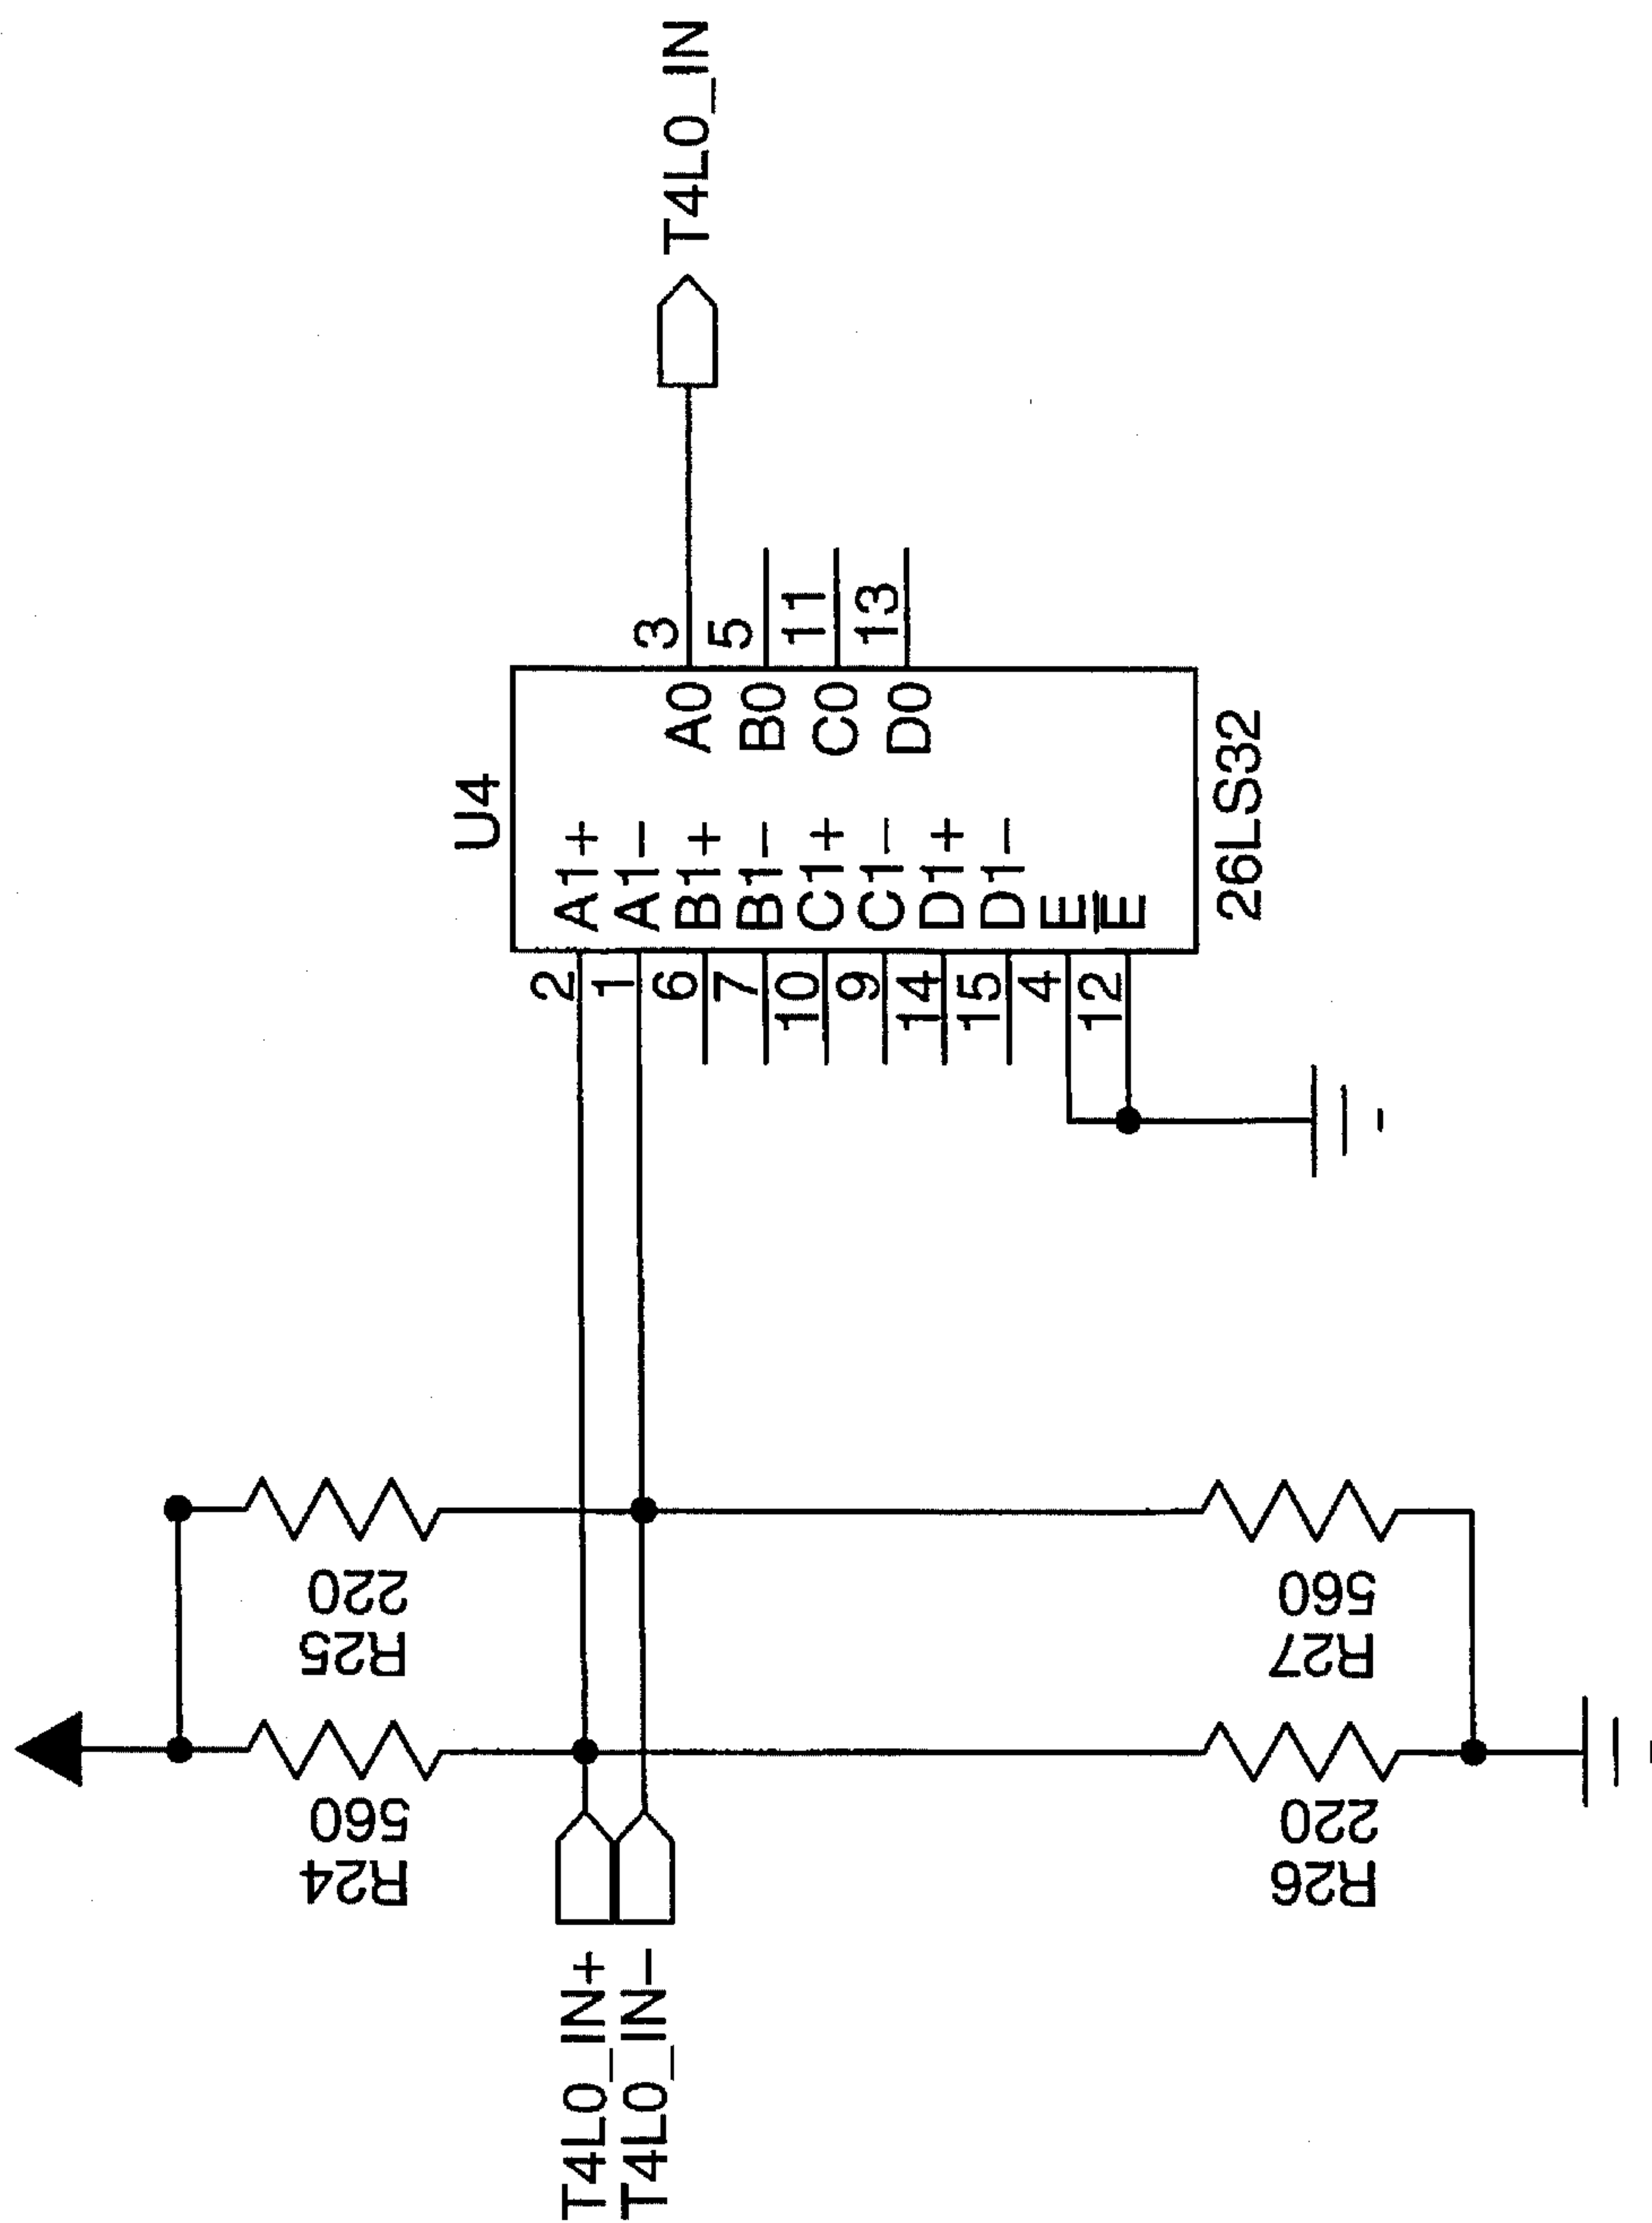 U4
2
1
6
7
10
9
14
15
4
12
A1+
A1–
B1+
B1–
C1+
C1–
D1+
D1–
E
E
A0
B0
C0
D0
3
5
11
13
26LS32
T4L0_IN
R24
560
R25
220
T4L0_IN+
T4L0_IN–
R26
220
R27
560